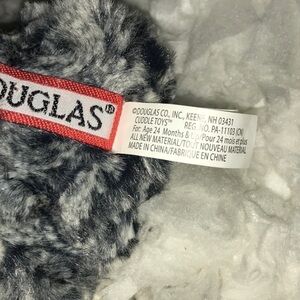 DOUGLAS®
©DOUGLAS CO., INC., KEENE, NH 03431
CUDDLE TOYS™ REG. NO. PA-11103 (CN)
For: Age 24 Months & Up/Pour 24 mois et plus
ALL NEW MATERIAL/TOUT NOUVEAU MATERIAL
MADE IN CHINA/FABRIQUE EN CHINE